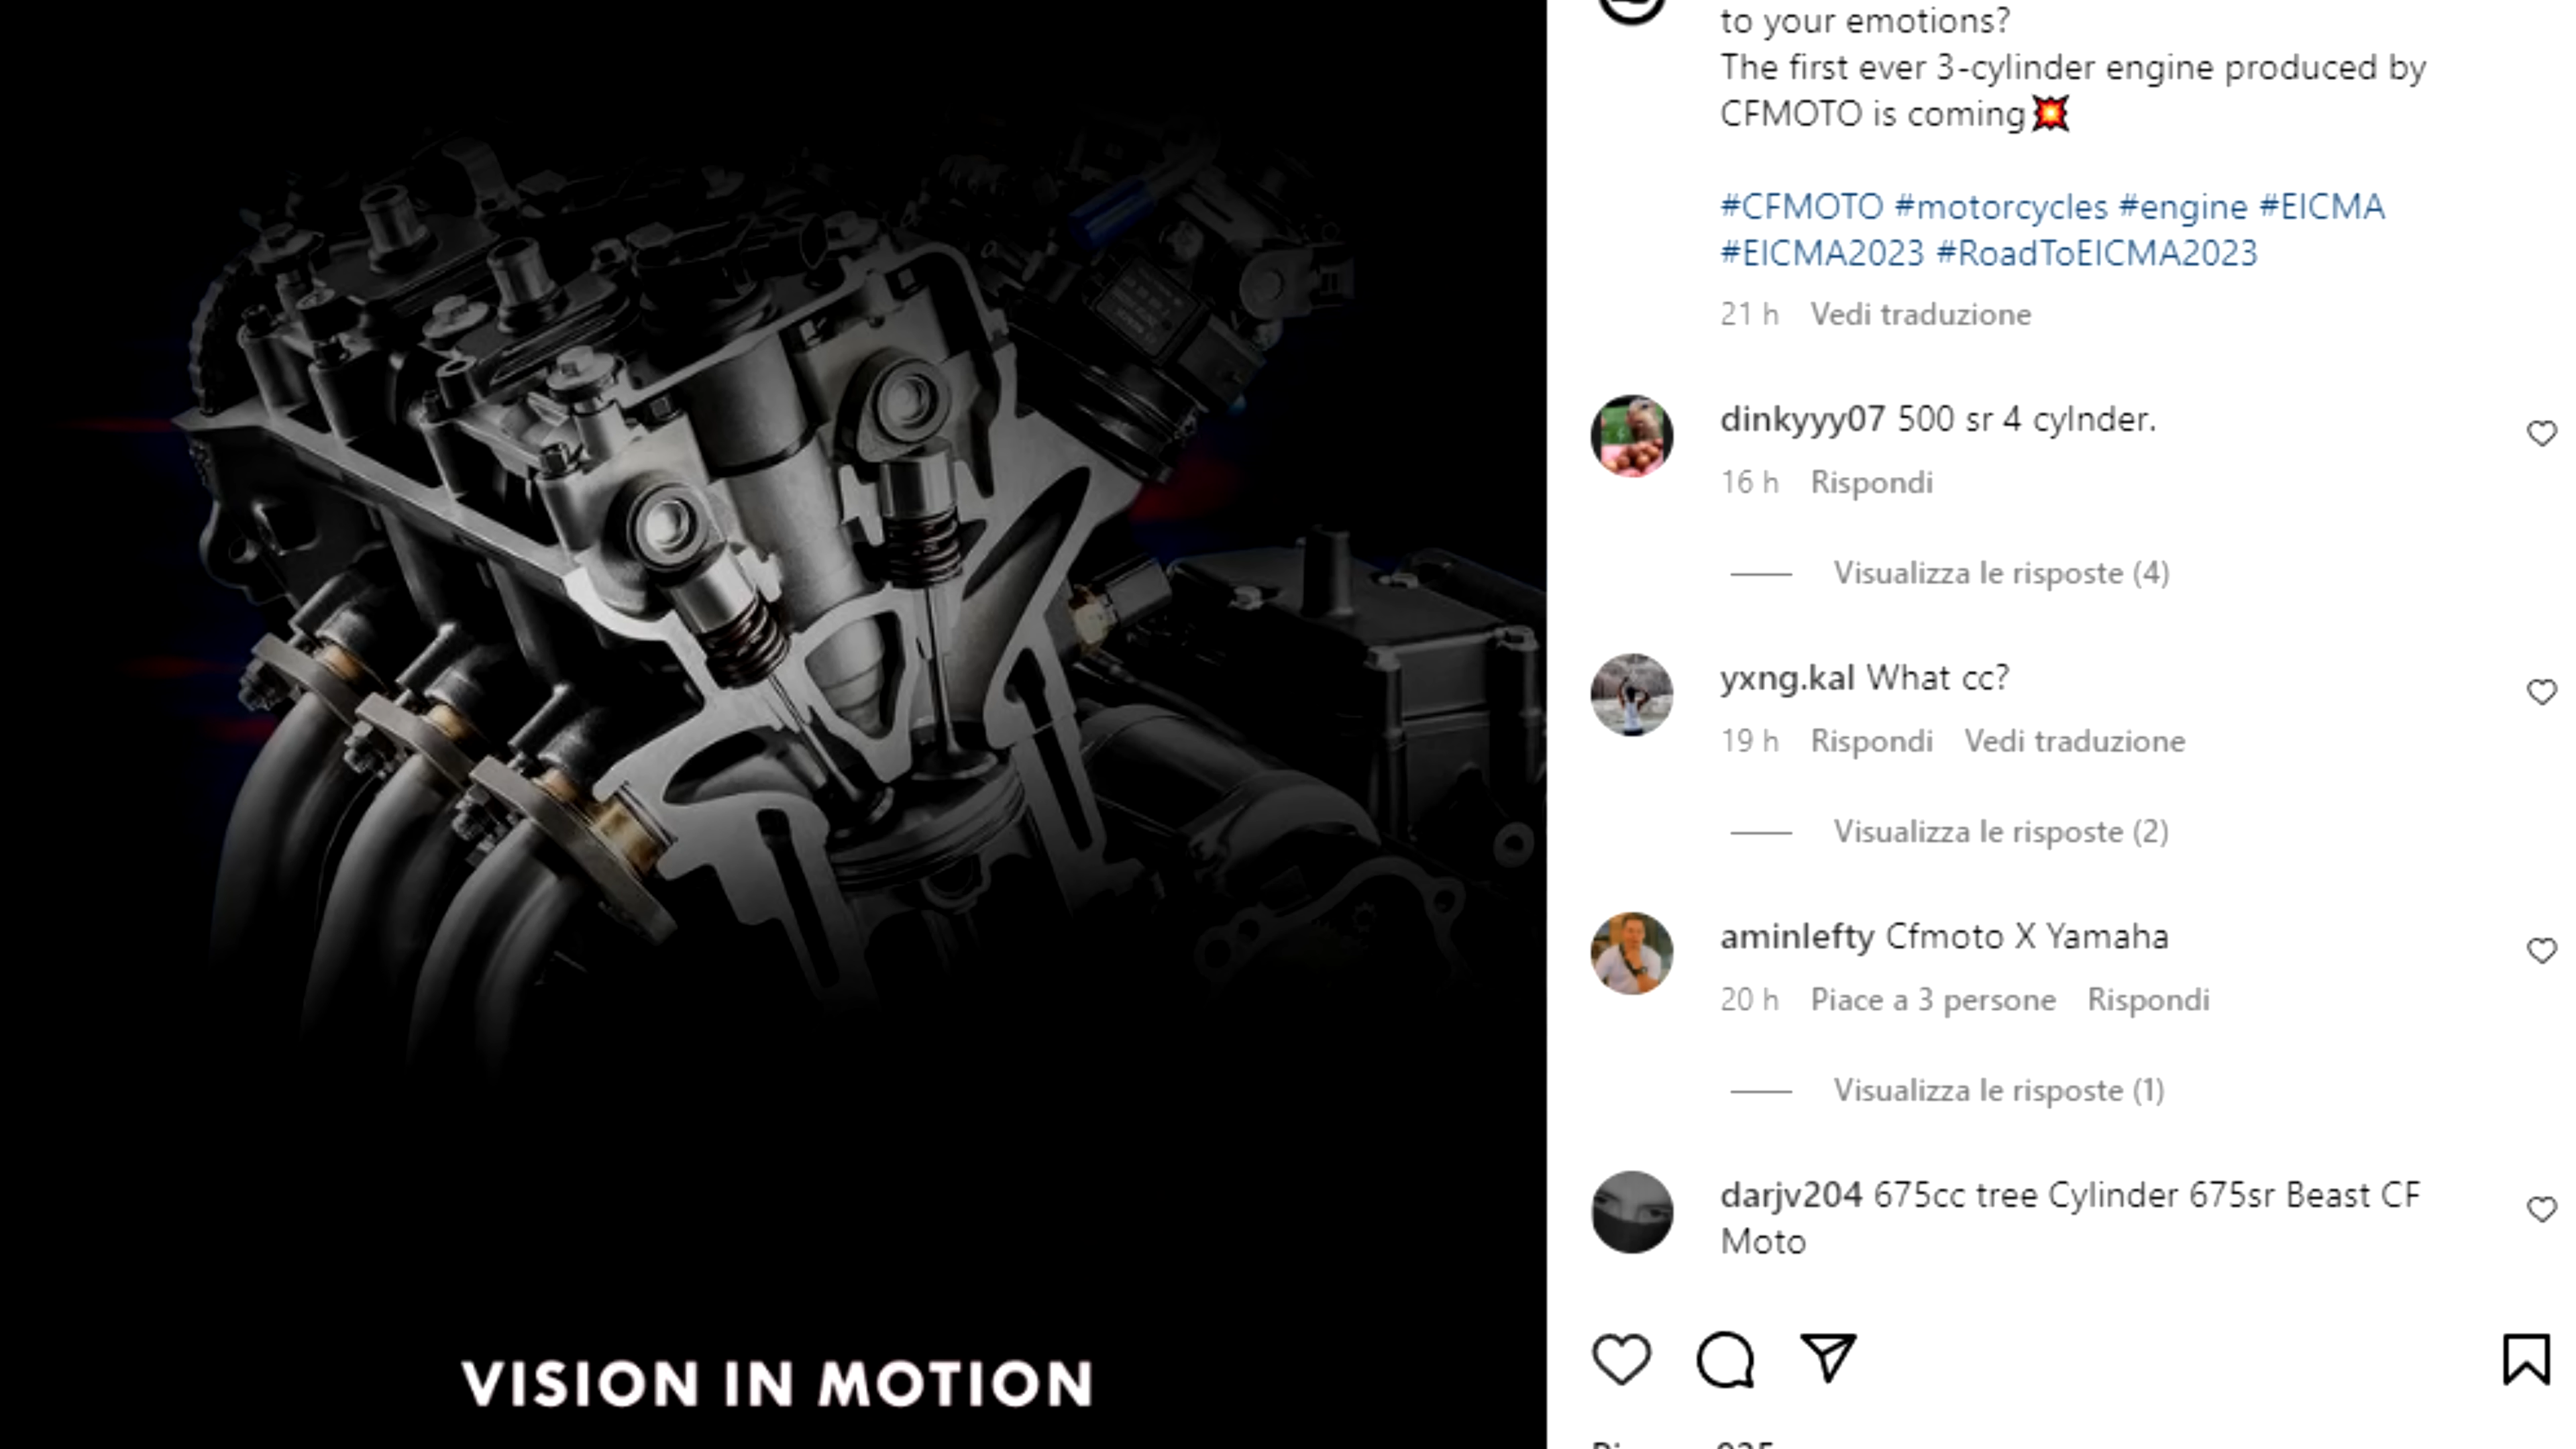 to your emotions?
The first ever 3-cylinder engine produced by
CFMOTO is coming💥
#CFMOTO #motorcycles #engine #EICMA
#EICMA2023 #RoadToEICMA2023
21 h Vedi traduzione
dinkyyy07 500 sr 4 cylnder.
16 h Rispondi
Visualizza le risposte (4)
yxng.kal What cc?
19 h Rispondi Vedi traduzione
Visualizza le risposte (2)
aminlefty Cfmoto X Yamaha
20 h Piace a 3 persone Rispondi
Visualizza le risposte (1)
darjv204 675cc tree Cylinder 675sr Beast CF
Moto
VISION IN MOTION